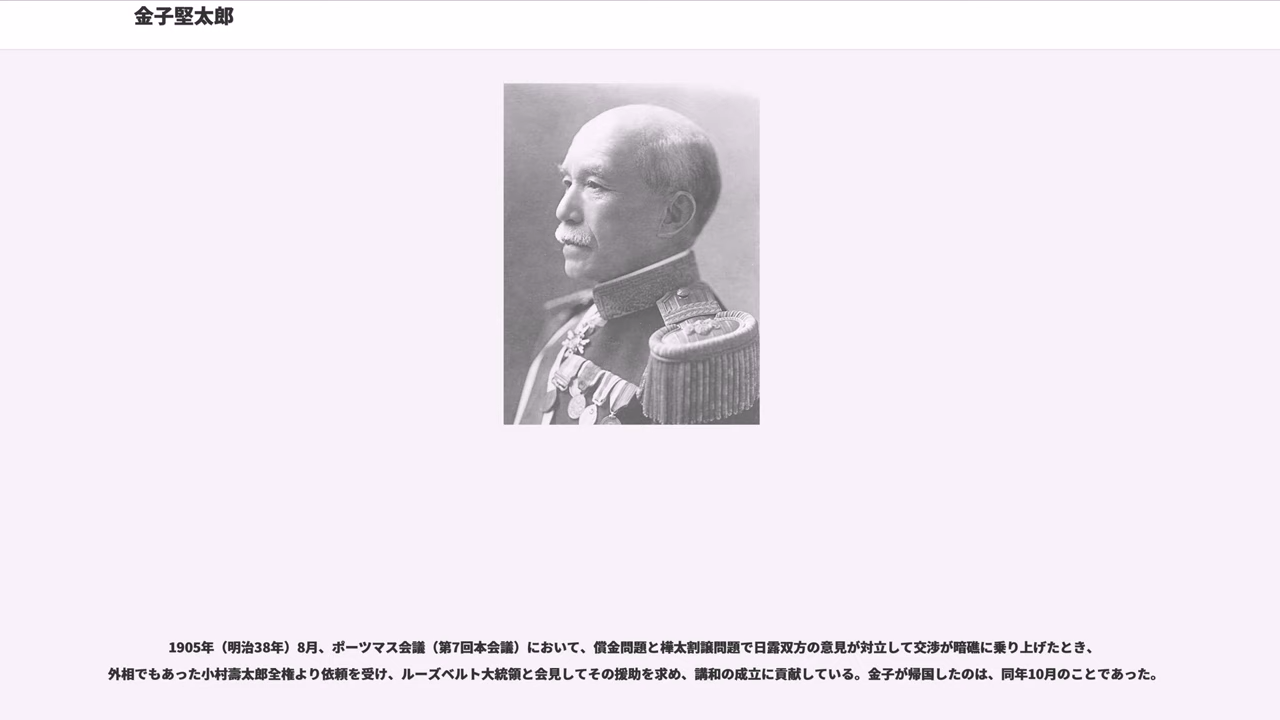 金子堅太郎
1905年（明治38年）8月、ポーツマス会議（第7回本会議）において、償金問題と樺太割譲問題で日露双方の意見が対立して交渉が暗礁に乗り上げたとき、
外相でもあった小村壽太郎全権より依頼を受け、ルーズベルト大統領と会見してその援助を求め、講和の成立に貢献している。金子が帰国したのは、同年10月のことであった。